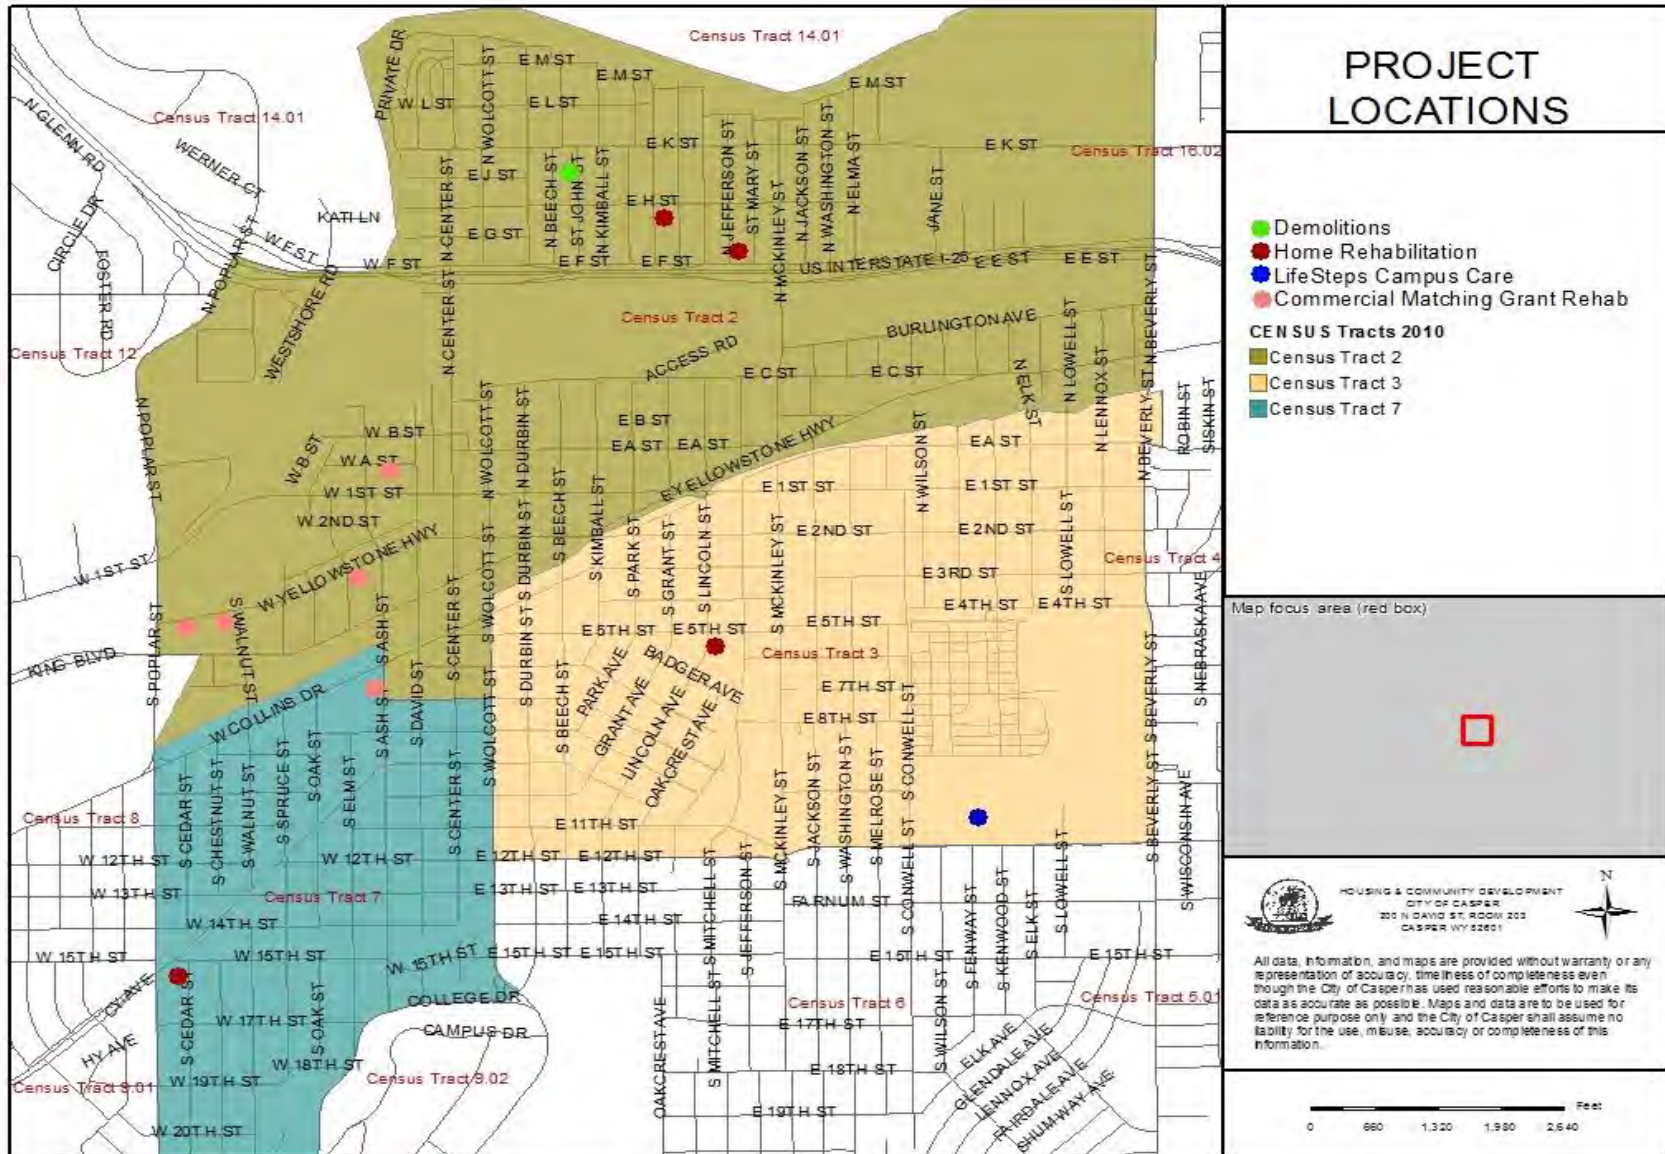 PROJECT
LOCATIONS
Demolitions
Home Rehabilitation
LifeSteps Campus Care
Commercial Matching Grant Rehab
CENSUS Tracts 2010
Census Tract 2
Census Tract 3
Census Tract 7
Map focus area (red box)
HOUSING & COMMUNITY DEVELOPMENT
CITY OF CASPER
200 N DAVID ST, ROOM 203
CASPER WY 82601
N
All data, information, and maps are provided without warranty or any
representation of accuracy, timeliness of completeness even
though the City of Casper has used reasonable efforts to make its
data as accurate as possible. Maps and data are to be used for
reference purpose only and the City of Casper shall assume no
liability for the use, misuse, accuracy or completeness of this
information.
Feet
0 660 1,320 1,980 2,640
Census Tract 14.01
Census Tract 14.01
Census Tract 16.02
Census Tract 12
Census Tract 2
Census Tract 4
Census Tract 3
Census Tract 8
Census Tract 7
Census Tract 6
Census Tract 5.01
Census Tract 9.01
Census Tract 9.02
N GLENN RD
WERNER CT
CIRCLE DR
FOSTER RD
KATI LN
W F ST
N POPLAR ST
WESTSHORE RD
PRIVATE DR
W L ST
N WOLCOTT ST
E M ST
E M ST
E M ST
E L ST
E K ST
E K ST
E J ST
E H ST
E G ST
W F ST
E F ST
E F ST
N CENTER ST
N CENTER ST
N BEECH ST
ST JOHN ST
N KIMBALL ST
N JEFFERSON ST
ST MARY ST
N MCKINLEY ST
N JACKSON ST
N WASHINGTON ST
N ELMA ST
JANE ST
US INTERSTATE I-25
E E ST
E E ST
N BEVERLY ST
BURLINGTON AVE
ACCESS RD
E C ST
E C ST
N ELK ST
N LOWELL ST
N LENNOX ST
N BEVERLY ST
ROBIN ST
SISKIN ST
N POPLAR ST
W B ST
W B ST
W A ST
W 1ST ST
W 2ND ST
W 1ST ST
W YELLOWSTONE HWY
N WOLCOTT ST
N DURBIN ST
E B ST
E A ST
E A ST
E A ST
E YELLOWSTONE HWY
N WILSON ST
E 1ST ST
E 1ST ST
E 2ND ST
E 2ND ST
E 3RD ST
E 4TH ST
E 4TH ST
E 5TH ST
E 5TH ST
E 5TH ST
E 7TH ST
E 8TH ST
S BEECH ST
S KIMBALL ST
S PARK ST
S GRANT ST
S LINCOLN ST
S MCKINLEY ST
S LOWELL ST
S DURBIN ST
S DURBIN ST
S WOLCOTT ST
S WOLCOTT ST
S CENTER ST
S ASH ST
S ASH ST
S DAVID ST
S WALNUT ST
S POPLAR ST
KING BLVD
W COLLINS DR
S BEECH ST
PARK AVE
GRANT AVE
LINCOLN AVE
OAKCREST AVE
BADGER AVE
E
S BEVERLY ST
S BEVERLY ST
S NEBRASKA AVE
S WISCONSIN AVE
S CEDAR ST
S CHESTNUT ST
S WALNUT ST
S SPRUCE ST
S OAK ST
S ELM ST
S CENTER ST
S MCKINLEY ST
S JACKSON ST
S WASHINGTON ST
S MELROSE ST
S CONWELL ST
S CONWELL ST
E 11TH ST
W 12TH ST
W 12TH ST
E 12TH ST
E 12TH ST
W 13TH ST
E 13TH ST
E 13TH ST
W 14TH ST
E 14TH ST
FARNUM ST
W 15TH ST
W 15TH ST
W 15TH ST
E 15TH ST
E 15TH ST
E 15TH ST
E 15TH ST
S MITCHELL ST
S MITCHELL ST
S JEFFERSON ST
S FENWAY ST
S KENWOOD ST
S ELK ST
S LOWELL ST
S WILSON ST
CY AVE
HY AVE
S CEDAR ST
S OAK ST
COLLEGE DR
CAMPUS DR
W 17TH ST
E 17TH ST
W 18TH ST
E 18TH ST
W 19TH ST
E 19TH ST
W 20TH ST
OAKCREST AVE
ELK AVE
GLENDALE AVE
LENNOX AVE
FAIRDALE AVE
SHUMWAY AVE